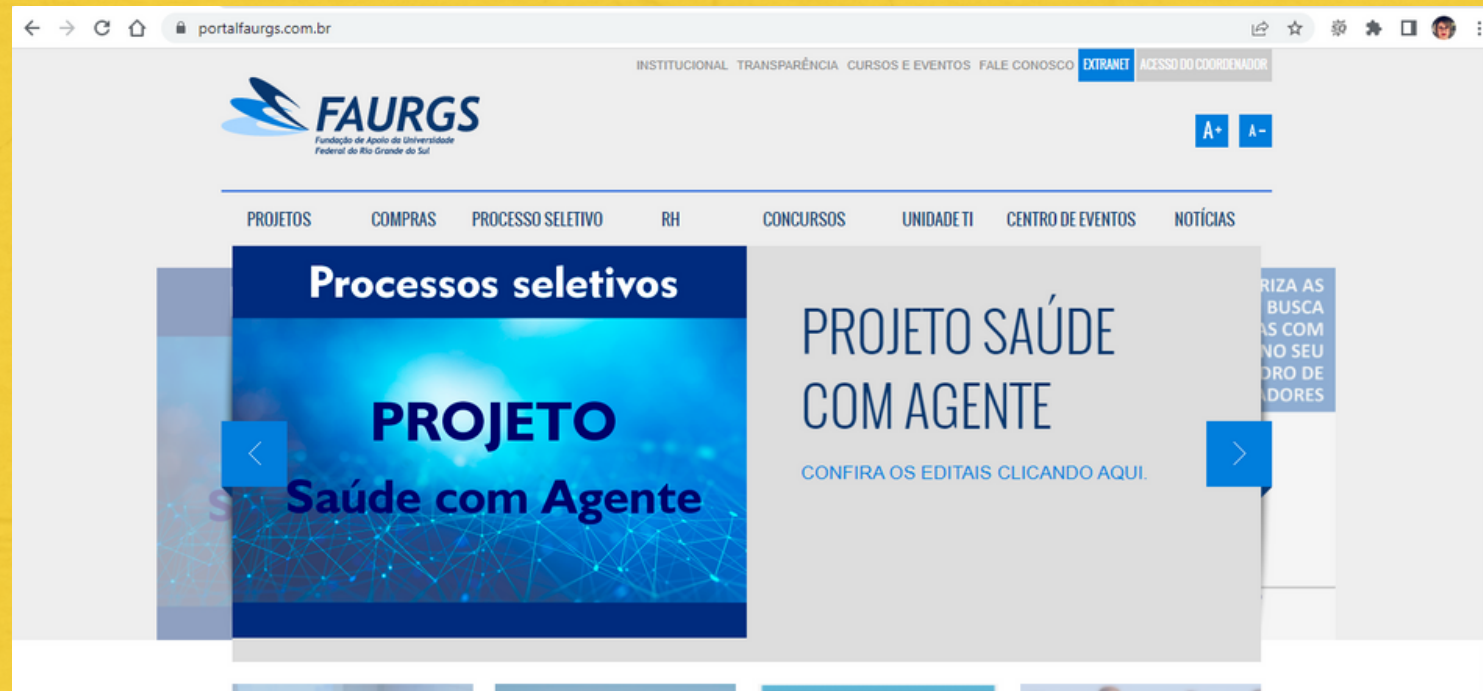 portalfaurgs.com.br
INSTITUCIONAL TRANSPARÊNCIA CURSOS E EVENTOS FALE CONOSCO EXTRANET ACESSO DO COORDENADOR
FAURGS
Fundação de Apoio da Universidade
Federal do Rio Grande do Sul
A+ A-
PROJETOS COMPRAS PROCESSO SELETIVO RH CONCURSOS UNIDADE TI CENTRO DE EVENTOS NOTÍCIAS
Processos seletivos
PROJETO
Saúde com Agente
PROJETO SAÚDE
COM AGENTE
CONFIRA OS EDITAIS CLICANDO AQUI.
RIZA AS
BUSCA
AS COM
NO SEU
DRO DE
ADORES